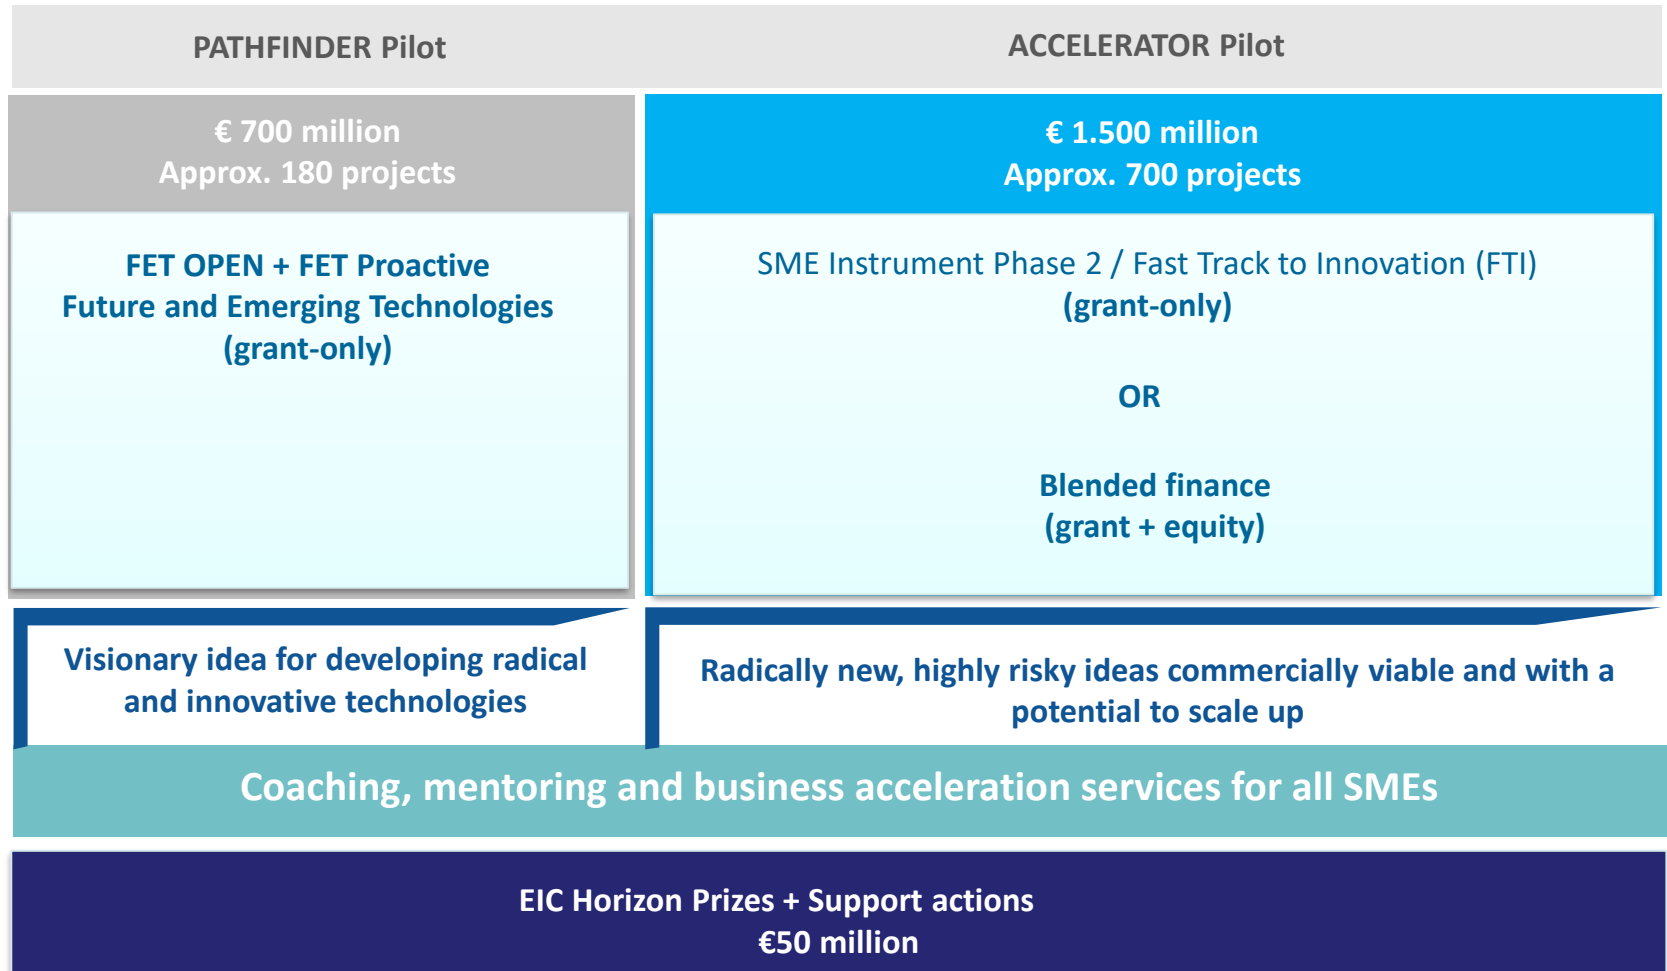 PATHFINDER Pilot
ACCELERATOR Pilot
€ 700 million
Approx. 180 projects
€ 1.500 million
Approx. 700 projects
FET OPEN + FET Proactive
Future and Emerging Technologies
(grant-only)
SME Instrument Phase 2 / Fast Track to Innovation (FTI)
(grant-only)
OR
Blended finance
(grant + equity)
Visionary idea for developing radical
and innovative technologies
Radically new, highly risky ideas commercially viable and with a
potential to scale up
Coaching, mentoring and business acceleration services for all SMEs
EIC Horizon Prizes + Support actions
€50 million